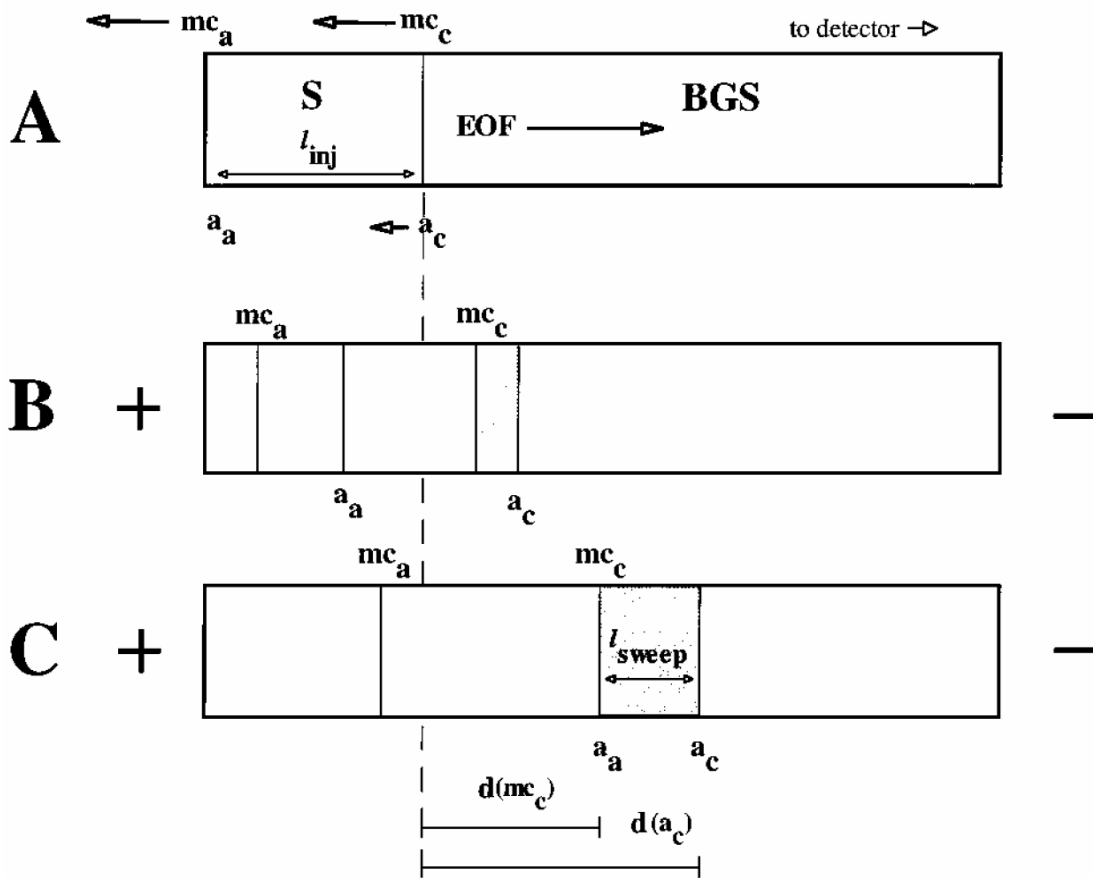 mc_a mc_c to detector →
A S BGS
EOF
l_inj
a_a a_c
mc_a mc_c
B + −
a_a a_c
mc_a mc_c
C + l_sweep −
a_a a_c
d(mc_c)
d(a_c)